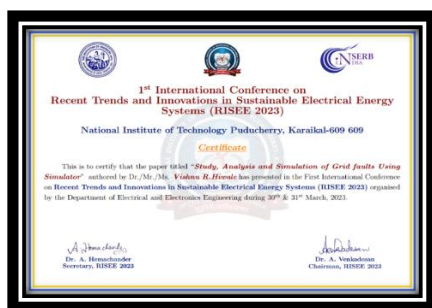 NSERB
INDIA
1st International Conference on
Recent Trends and Innovations in Sustainable Electrical Energy
Systems (RISEE 2023)
National Institute of Technology Puducherry, Karaikal-609 609
Certificate
This is to certify that the paper titled "Study, Analysis and Simulation of Grid faults Using
Simulator" authored by Dr./Mr./Ms. Vishnu R.Hivale has presented in the First International Conference
on Recent Trends and Innovations in Sustainable Electrical Energy Systems (RISEE 2023) organised
by the Department of Electrical and Electronics Engineering during 30th & 31st March, 2023.
Dr. A. Hemachander
Secretary, RISEE 2023
Dr. A. Venkadesan
Chairman, RISEE 2023